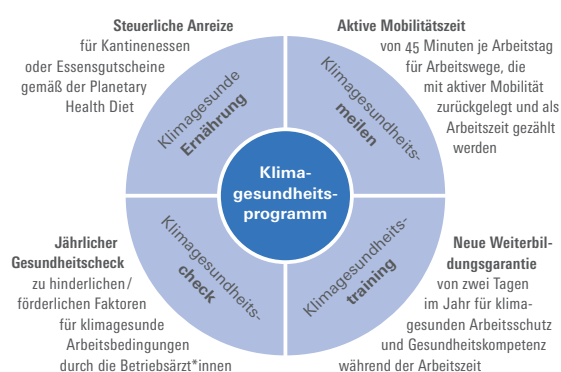 Steuerliche Anreize
für Kantinenessen
oder Essensgutscheine
gemäß der Planetary
Health Diet
Klimagesunde
Ernährung
Aktive Mobilitätszeit
von 45 Minuten je Arbeitstag
für Arbeitswege, die
mit aktiver Mobilität
zurückgelegt und als
Arbeitszeit gezählt
werden
Klimagesundheits-
meilen
Klima-
gesundheits-
programm
Jährlicher
Gesundheitscheck
zu hinderlichen/
förderlichen Faktoren
für klimagesunde
Arbeitsbedingungen
durch die Betriebsärzt*innen
Klimagesundheits-
check
Klimagesundheits-
training
Neue Weiterbil-
dungsgarantie
von zwei Tagen
im Jahr für klima-
gesunden Arbeitsschutz
und Gesundheitskompetenz
während der Arbeitszeit